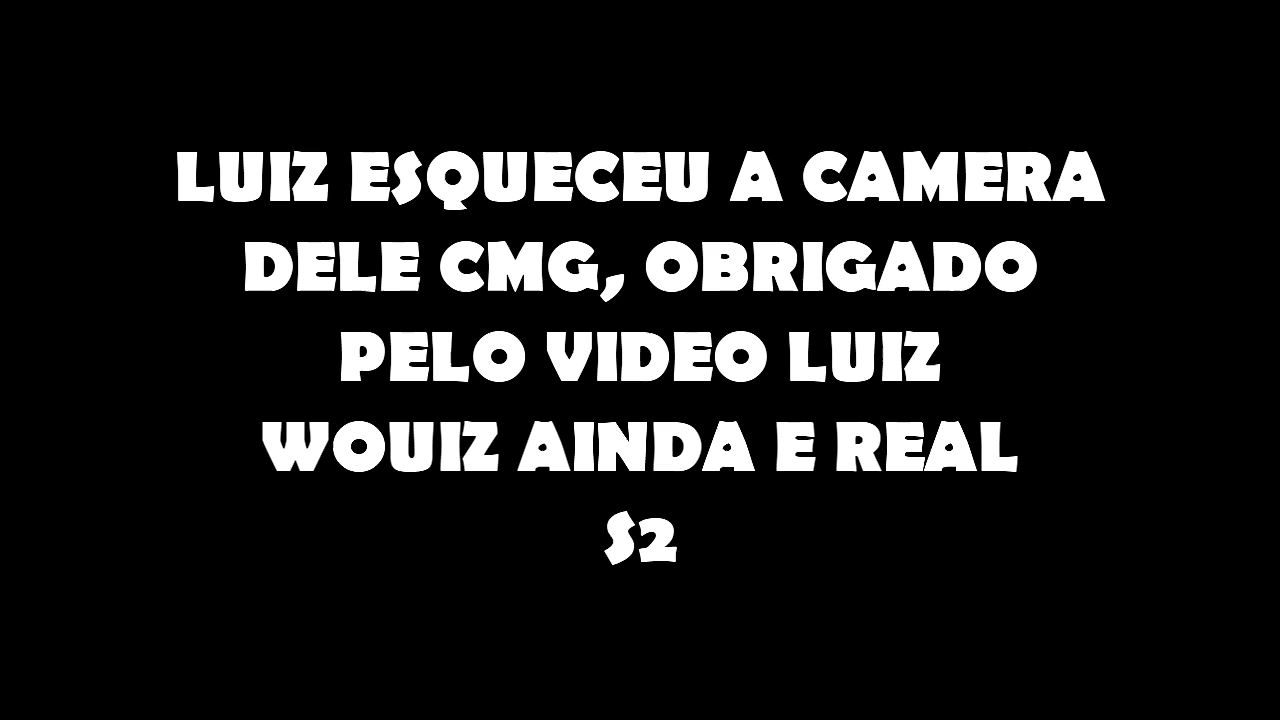 LUIZ ESQUECEU A CAMERA
DELE CMG, OBRIGADO
PELO VIDEO LUIZ
WOUIZ AINDA E REAL
S2